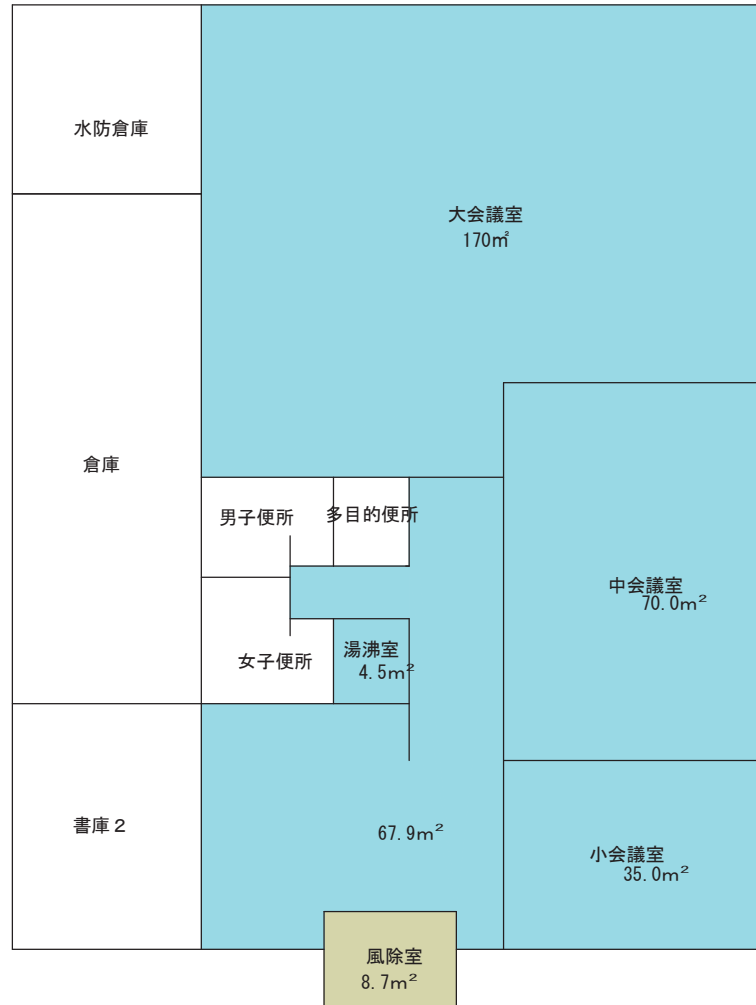 水防倉庫
大会議室
170㎡
倉庫
男子便所
多目的便所
中会議室
70.0m²
湯沸室
4.5m²
女子便所
書庫２
67.9m²
小会議室
35.0m²
風除室
8.7m²